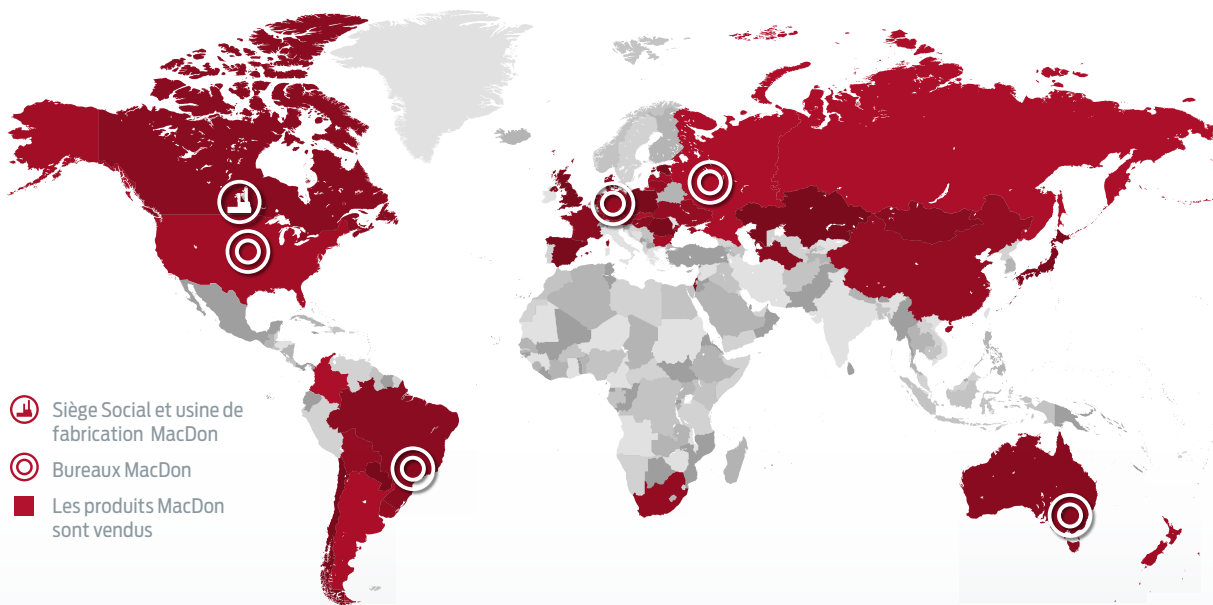 Siège Social et usine de
fabrication MacDon
Bureaux MacDon
Les produits MacDon
sont vendus